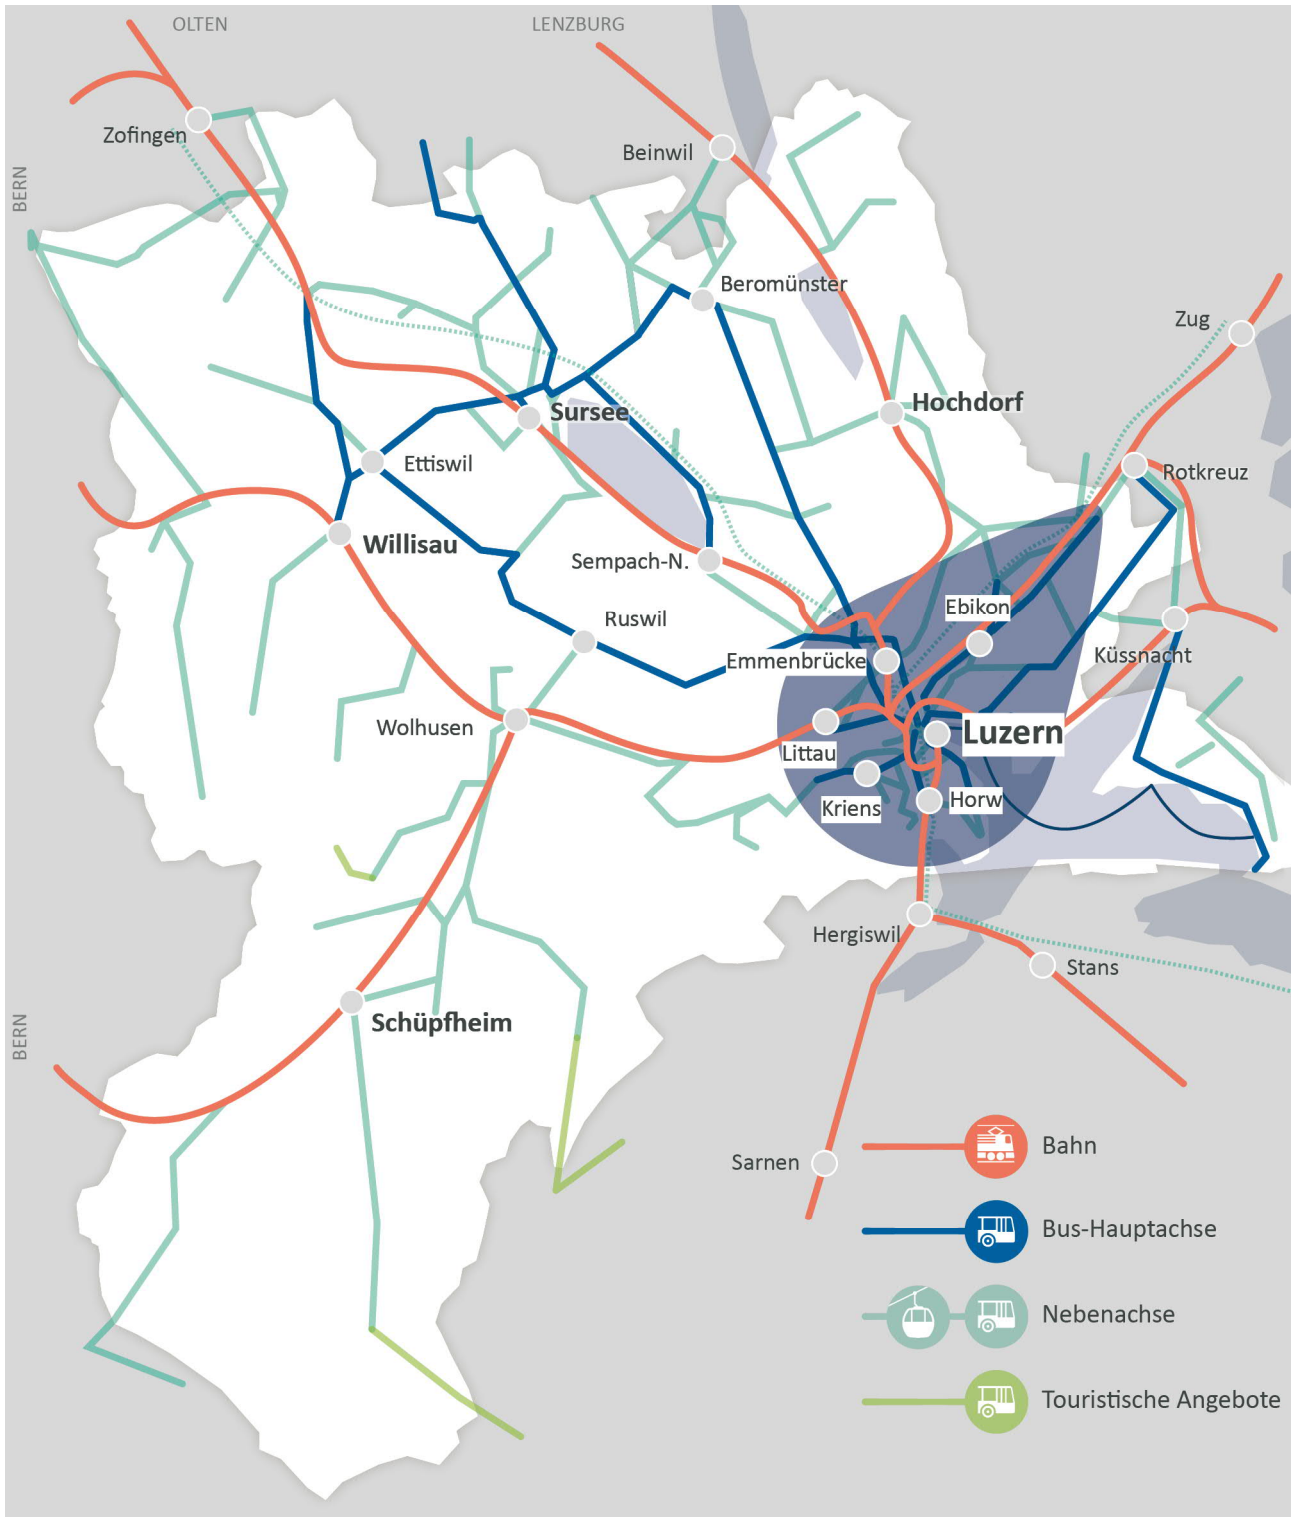 OLTEN
LENZBURG
Zofingen
Beinwil
BERN
Beromünster
Zug
Hochdorf
Sursee
Ettiswil
Rotkreuz
Willisau
Sempach-N.
Ebikon
Ruswil
Emmenbrücke
Küssnacht
Wolhusen
Luzern
Littau
Kriens
Horw
Hergiswil
Stans
Schüpfheim
BERN
Sarnen
Bahn
Bus-Hauptachse
Nebenachse
Touristische Angebote